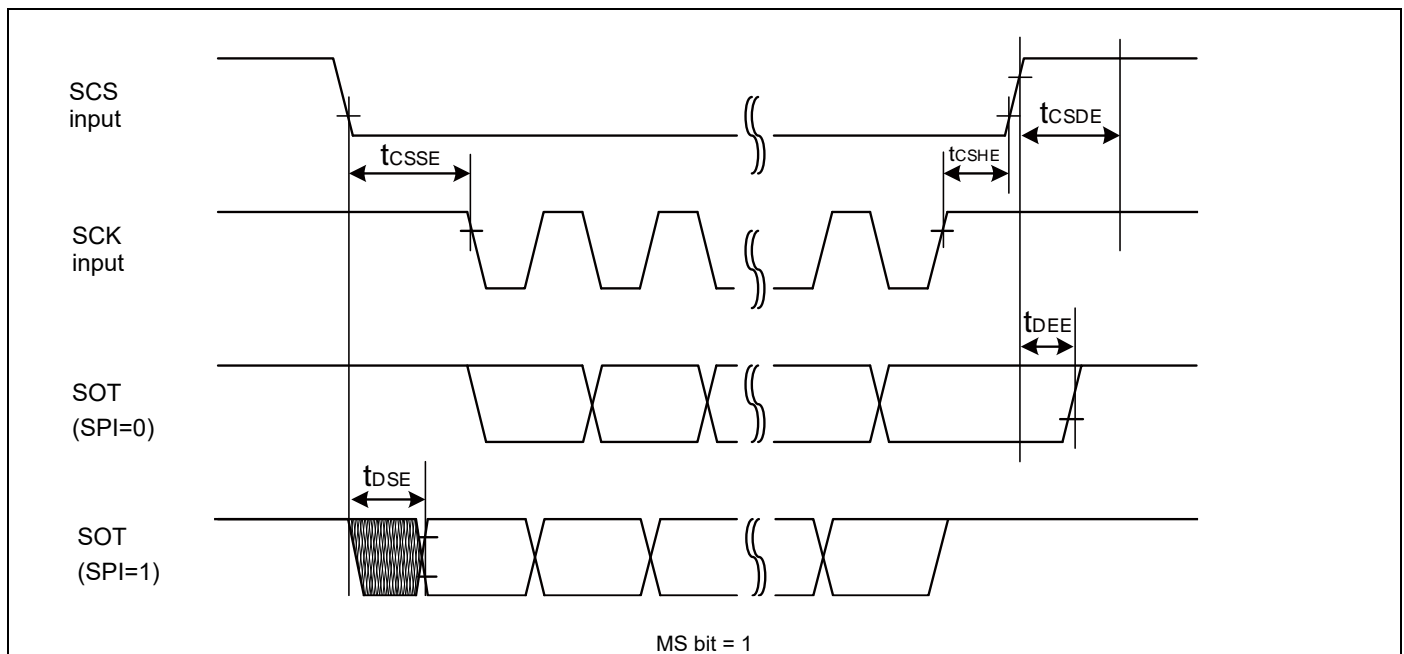 SCS
input
tCSSE
tCSHE
tCSDE
SCK
input
tDEE
SOT
(SPI=0)
tDSE
SOT
(SPI=1)
MS bit = 1